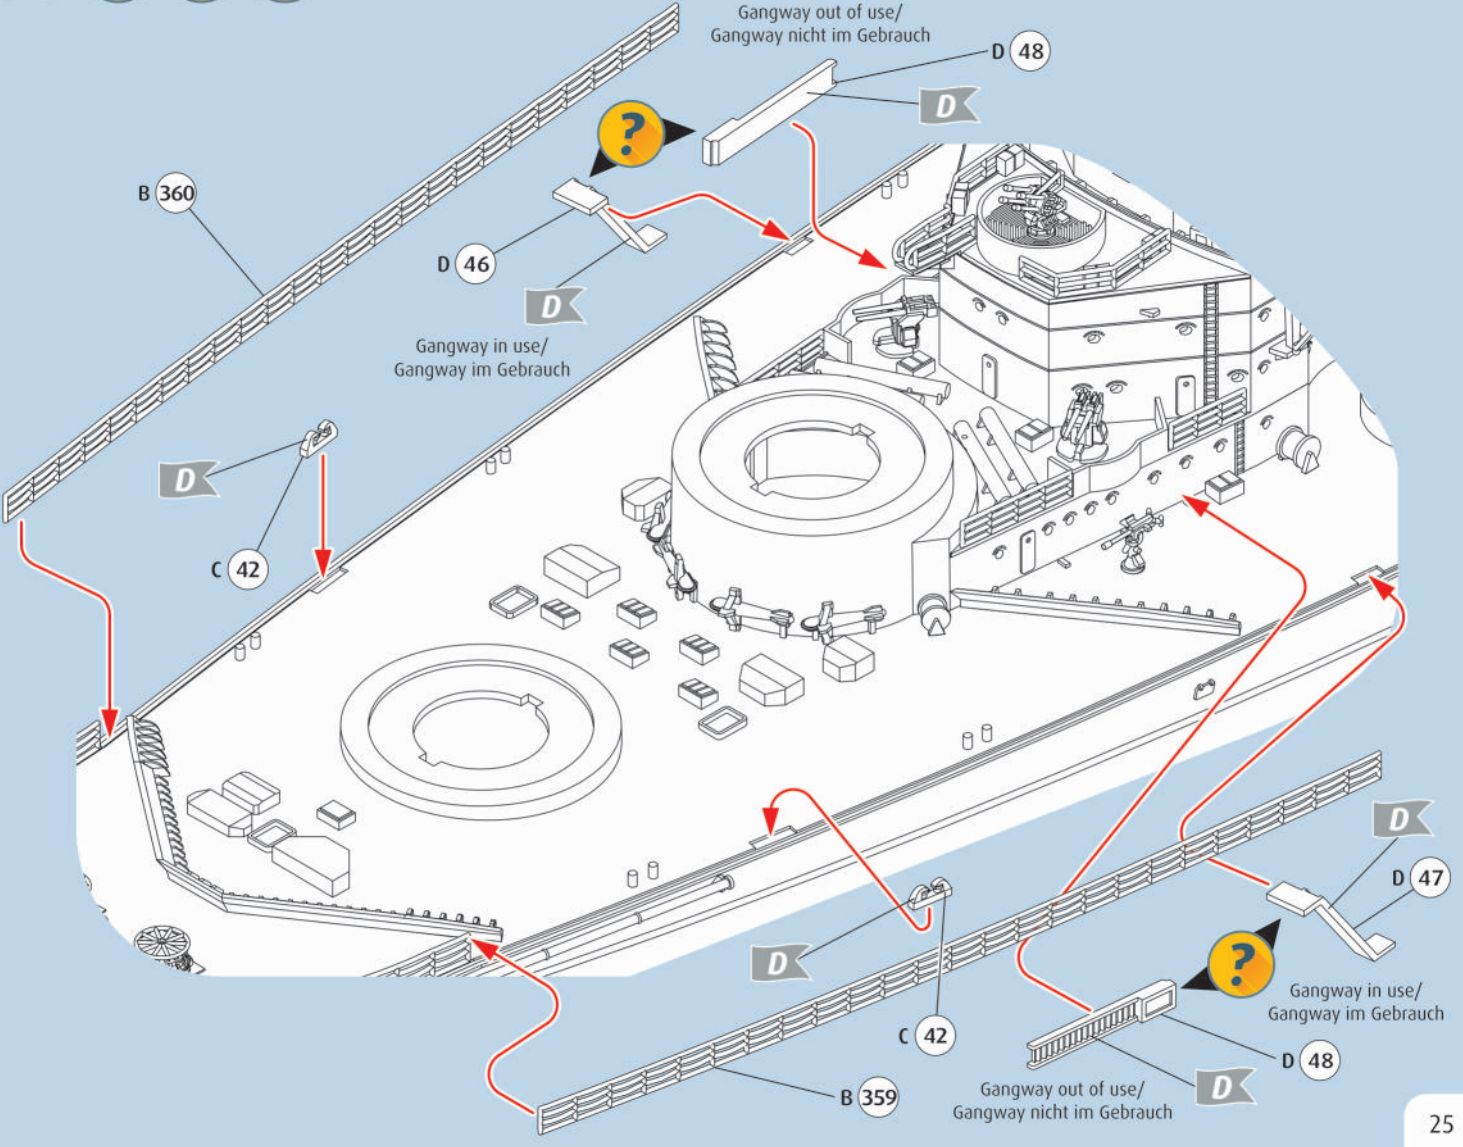 Gangway out of use/
Gangway nicht im Gebrauch
D 48
D
?
B 360
D 46
D
Gangway in use/
Gangway im Gebrauch
D
C 42
D
D 47
D
?
Gangway in use/
Gangway im Gebrauch
C 42
D 48
Gangway out of use/
Gangway nicht im Gebrauch
D
B 359
25